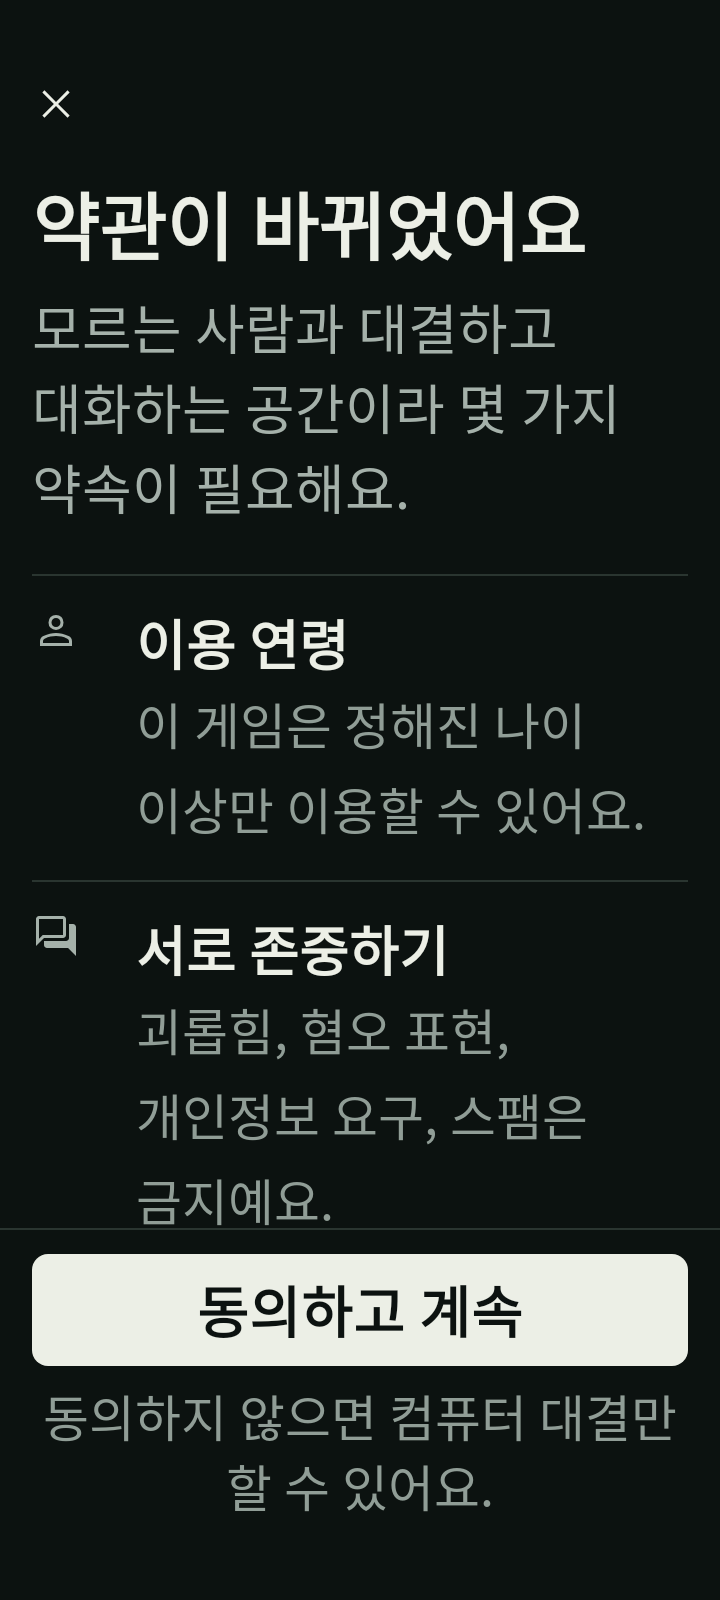 약관이 바뀌었어요
모르는 사람과 대결하고
대화하는 공간이라 몇 가지
약속이 필요해요.
이용 연령
이 게임은 정해진 나이
이상만 이용할 수 있어요.
서로 존중하기
괴롭힘, 혐오 표현,
개인정보 요구, 스팸은
금지예요.
동의하고 계속
동의하지 않으면 컴퓨터 대결만
할 수 있어요.